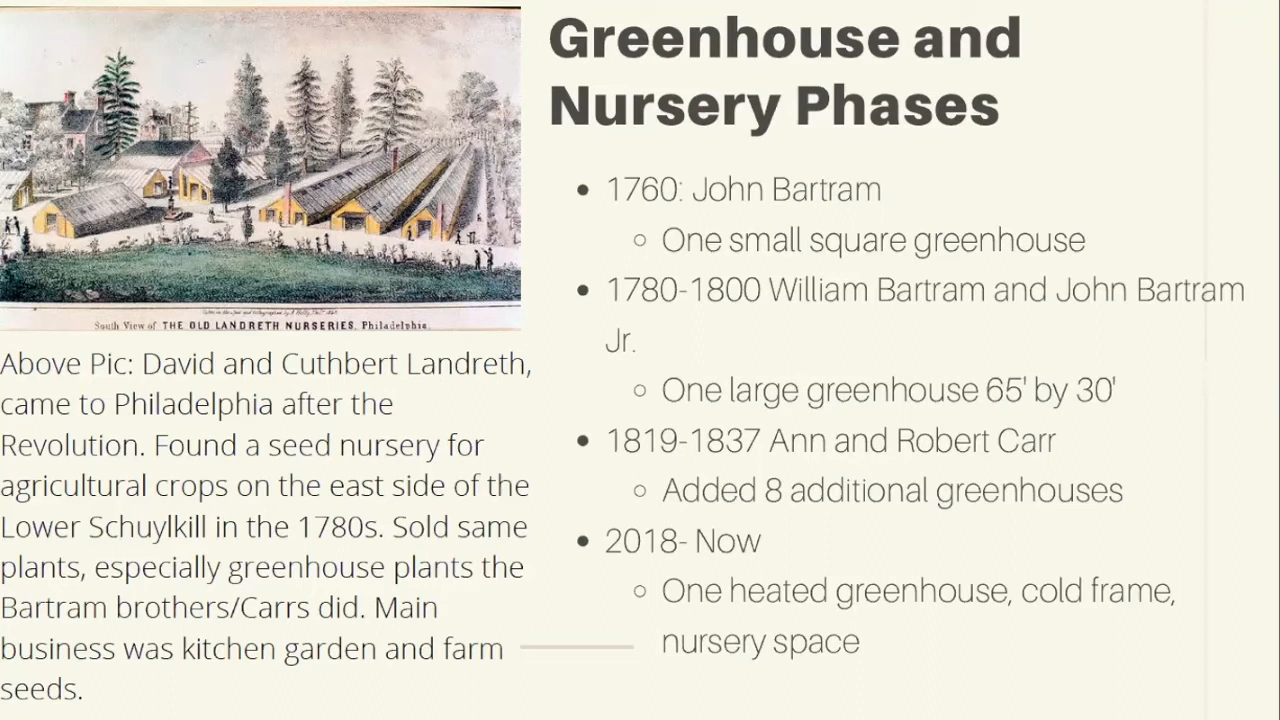 South View of THE OLD LANDRETH NURSERIES, Philadelphia.
Above Pic: David and Cuthbert Landreth,
came to Philadelphia after the
Revolution. Found a seed nursery for
agricultural crops on the east side of the
Lower Schuylkill in the 1780s. Sold same
plants, especially greenhouse plants the
Bartram brothers/Carrs did. Main
business was kitchen garden and farm
seeds.
Greenhouse and
Nursery Phases
• 1760: John Bartram
○ One small square greenhouse
• 1780-1800 William Bartram and John Bartram
Jr.
○ One large greenhouse 65' by 30'
• 1819-1837 Ann and Robert Carr
○ Added 8 additional greenhouses
• 2018- Now
○ One heated greenhouse, cold frame,
nursery space